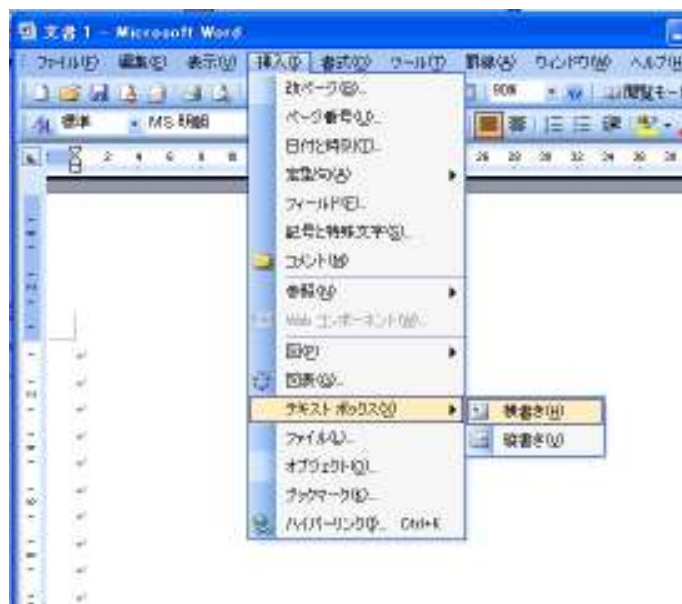 文書 1 - Microsoft Word
ファイル(F) 編集(E) 表示(V) 挿入(I) 書式(O) ツール(T) 罫線(A) ウィンドウ(W) ヘルプ(H
90%
閲覧モー
標準 MS 明朝
改ページ(B)...
ページ番号(U)...
日付と時刻(T)...
定型句(A)
フィールド(F)...
記号と特殊文字(S)...
コメント(M)
参照(N)
Web コンポーネント(W)...
図(P)
図表(G)...
テキスト ボックス(X)
横書き(H)
縦書き(V)
ファイル(L)...
オブジェクト(O)...
ブックマーク(K)...
ハイパーリンク(I)... Ctrl+K